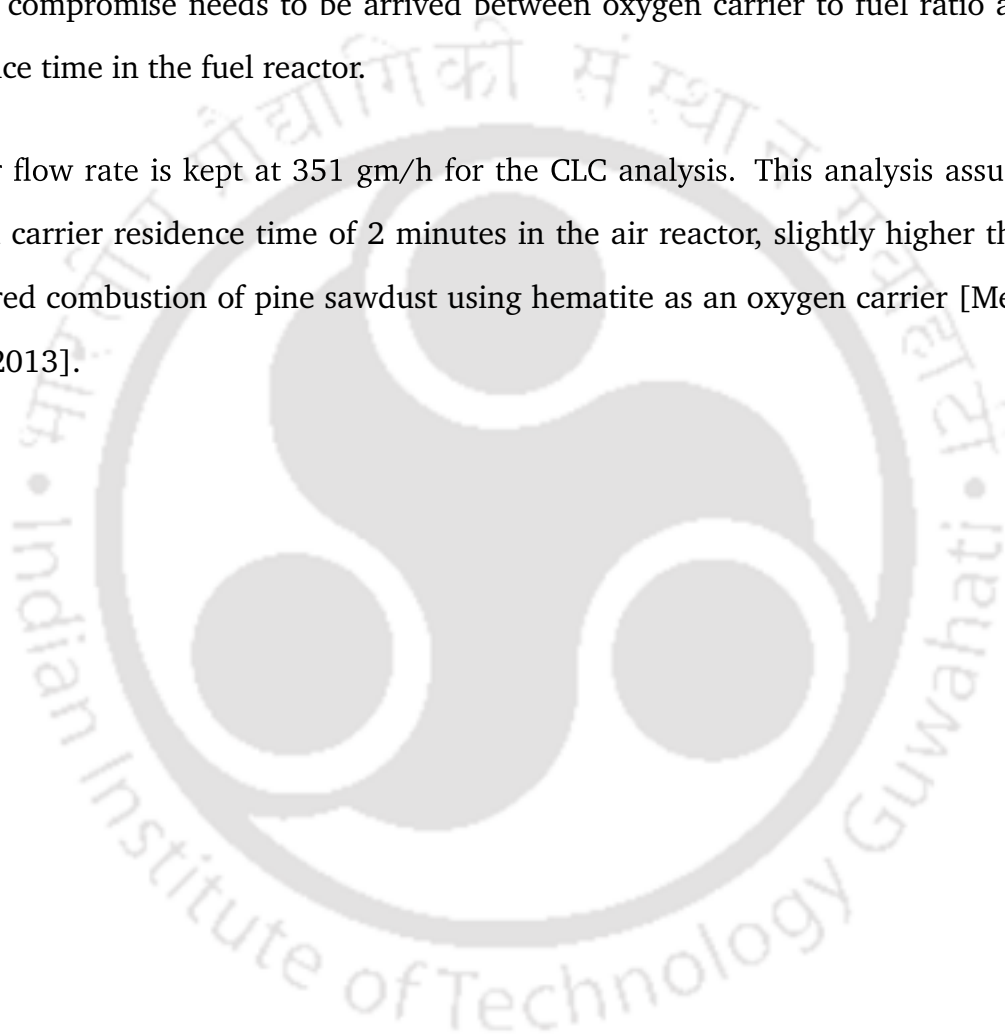 compromise needs to be arrived between oxygen carrier to fuel ratio a
ce time in the fuel reactor.
flow rate is kept at 351 gm/h for the CLC analysis. This analysis assu
carrier residence time of 2 minutes in the air reactor, slightly higher th
red combustion of pine sawdust using hematite as an oxygen carrier [Me
2013].
भारतीय प्रौद्योगिकी संस्थान गुवाहाटी
• Indian Institute of Technology Guwahati •